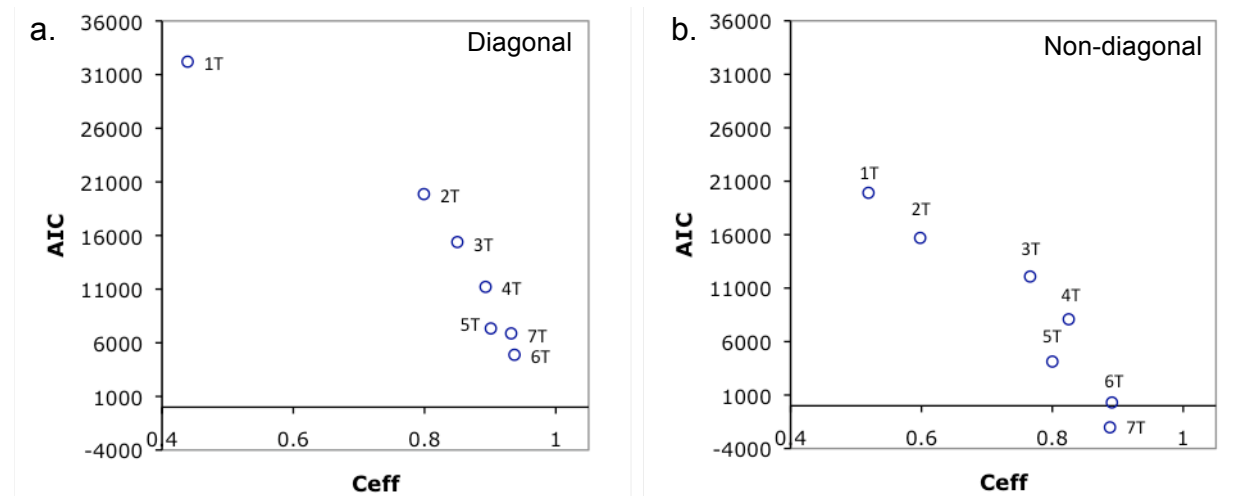 a.
Diagonal
36000
31000
26000
21000
16000
11000
6000
1000
-4000
AIC
1T
2T
3T
4T
5T
7T
6T
0.4
0.6
0.8
1
Ceff
b.
Non-diagonal
36000
31000
26000
21000
16000
11000
6000
1000
-4000
AIC
1T
2T
3T
4T
5T
6T
7T
0.4
0.6
0.8
1
Ceff